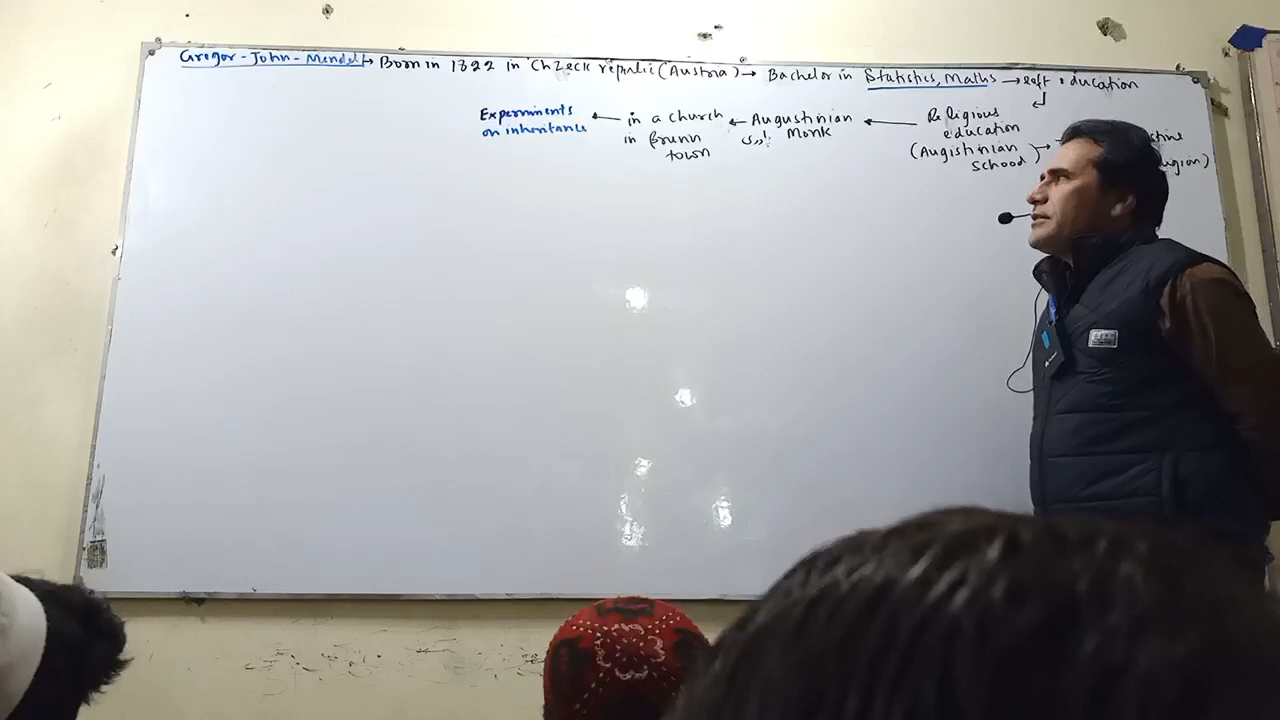 Gregor-John-Mendel → Born in 1822 in Chzeck republic (Austria) → Bachelor in Statistics, Maths → left education
Religious education (Augistinian school) →
← Augustinian Monk
← in a church in Brunn town
← Experiments on inheritance